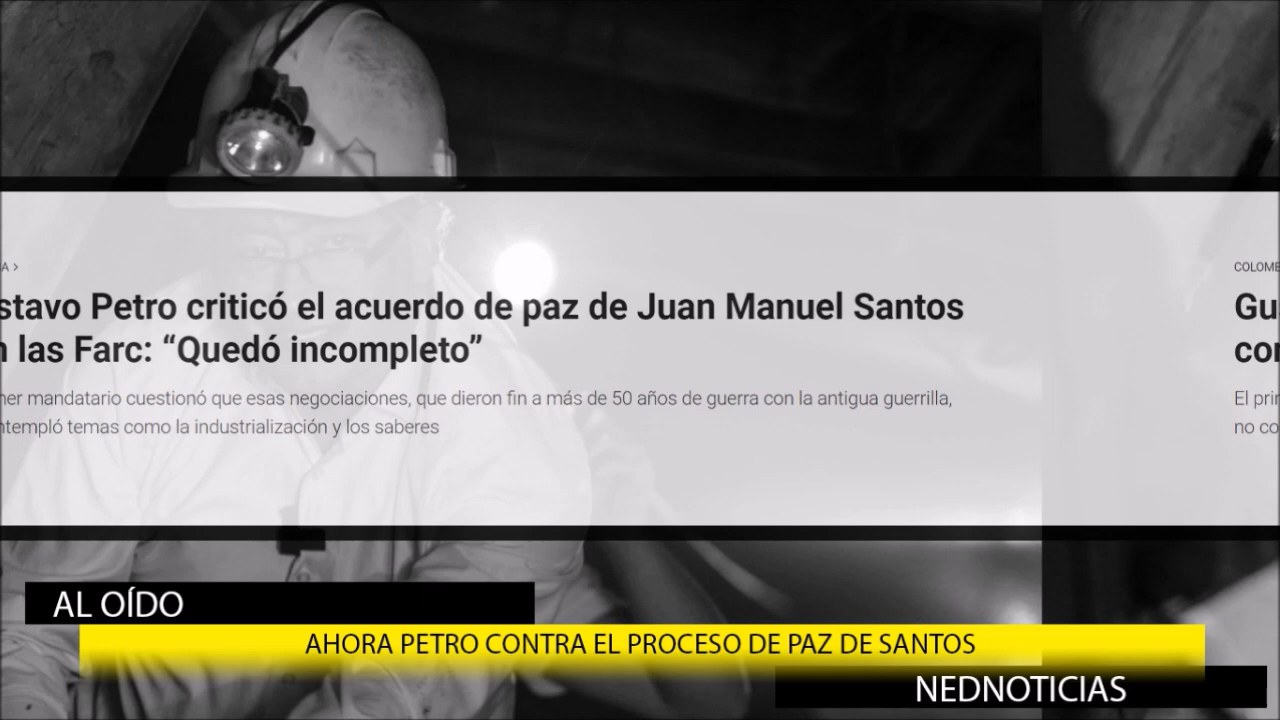 A >
stavo Petro criticó el acuerdo de paz de Juan Manuel Santos
n las Farc: “Quedó incompleto”
ner mandatario cuestionó que esas negociaciones, que dieron fin a más de 50 años de guerra con la antigua guerrilla,
ntempló temas como la industrialización y los saberes
COLOMB
Gu
con
El prin
no co
AL OÍDO
AHORA PETRO CONTRA EL PROCESO DE PAZ DE SANTOS
NEDNOTICIAS